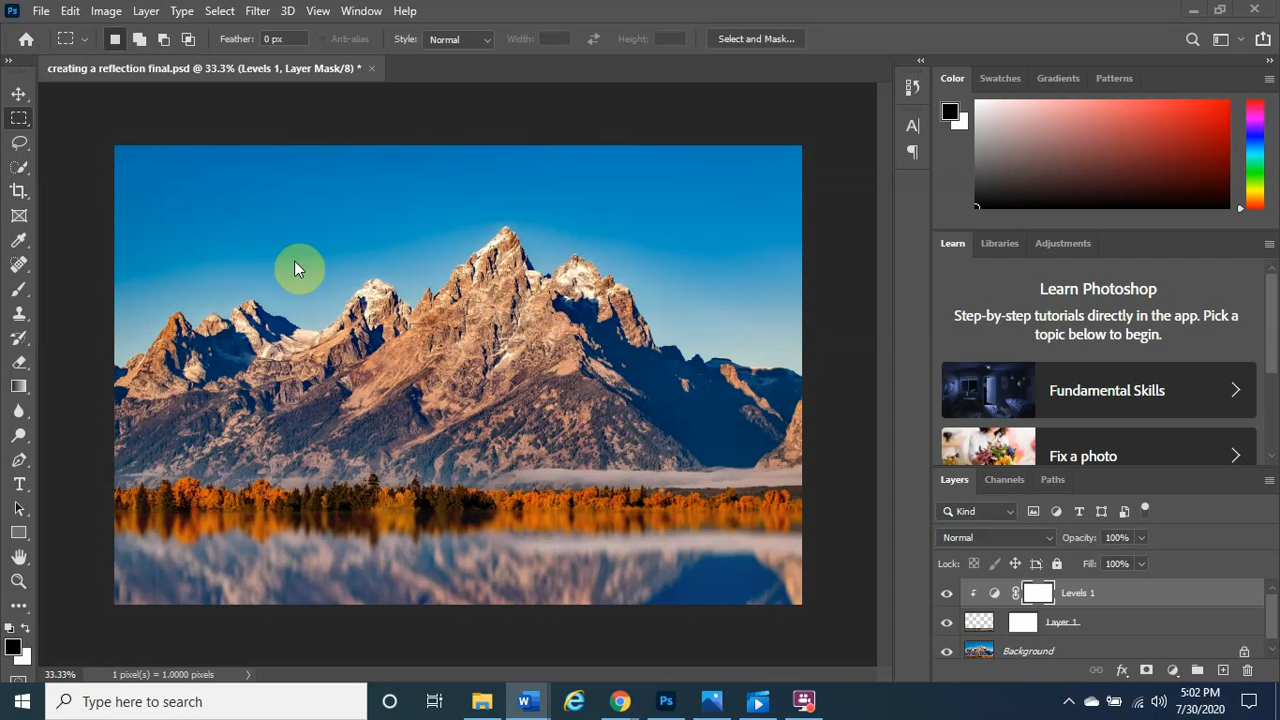 Ps File Edit Image Layer Type Select Filter 3D View Window Help
Feather: 0 px Anti-alias Style: Normal Width: Height: Select and Mask...
creating a reflection final.psd @ 33.3% (Levels 1, Layer Mask/8) * ×
Color Swatches Gradients Patterns
Learn Libraries Adjustments
Learn Photoshop
Step-by-step tutorials directly in the app. Pick a
topic below to begin.
Fundamental Skills
Fix a photo
Layers Channels Paths
Kind
Normal Opacity: 100%
Lock: Fill: 100%
Levels 1
Layer 1
Background
33.33% 1 pixel(s) = 1.0000 pixels
Type here to search
5:02 PM
7/30/2020